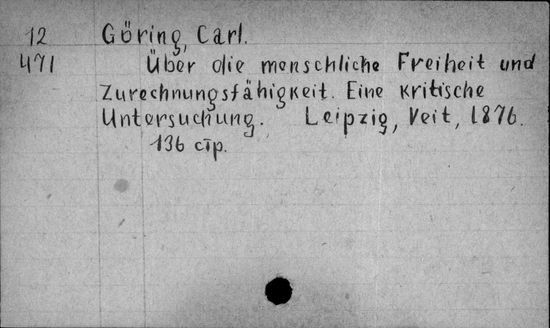 12 Göring, Carl.
471 Über die menschliche Freiheit und
Zurechnungsfähigkeit. Eine kritische
Untersuchung. Leipzig, Veit, 1876.
136 стр.